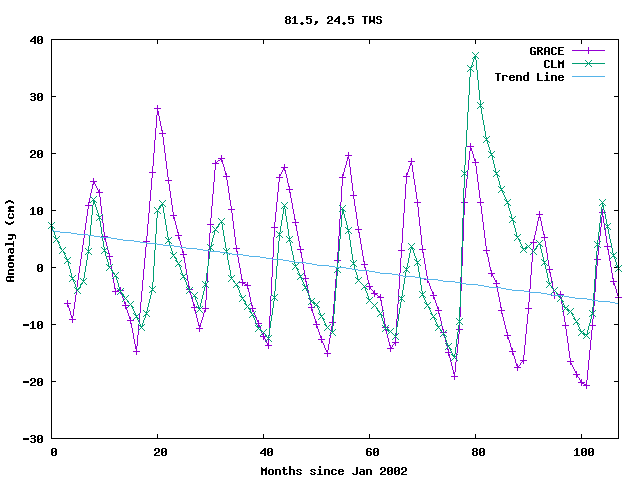 81.5, 24.5 TWS
GRACE
CLM
Trend Line
40
30
20
10
0
-10
-20
-30
Anomaly (cm)
0 20 40 60 80 100
Months since Jan 2002